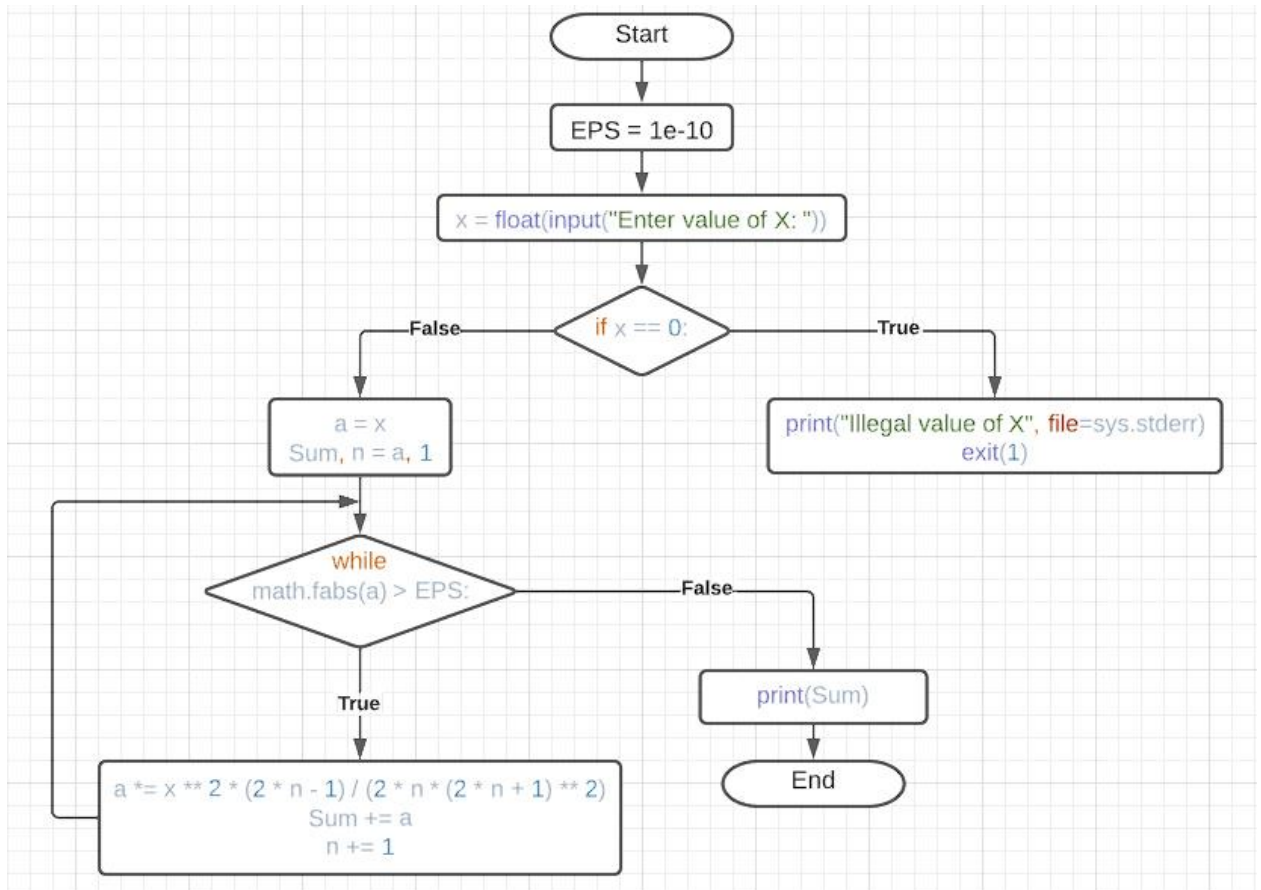 Start
EPS = 1e-10
x = float(input("Enter value of X: "))
if x == 0:
False
True
a = x
Sum, n = a, 1
print("Illegal value of X", file=sys.stderr)
exit(1)
while
math.fabs(a) > EPS:
False
True
print(Sum)
End
a *= x ** 2 * (2 * n - 1) / (2 * n * (2 * n + 1) ** 2)
Sum += a
n += 1